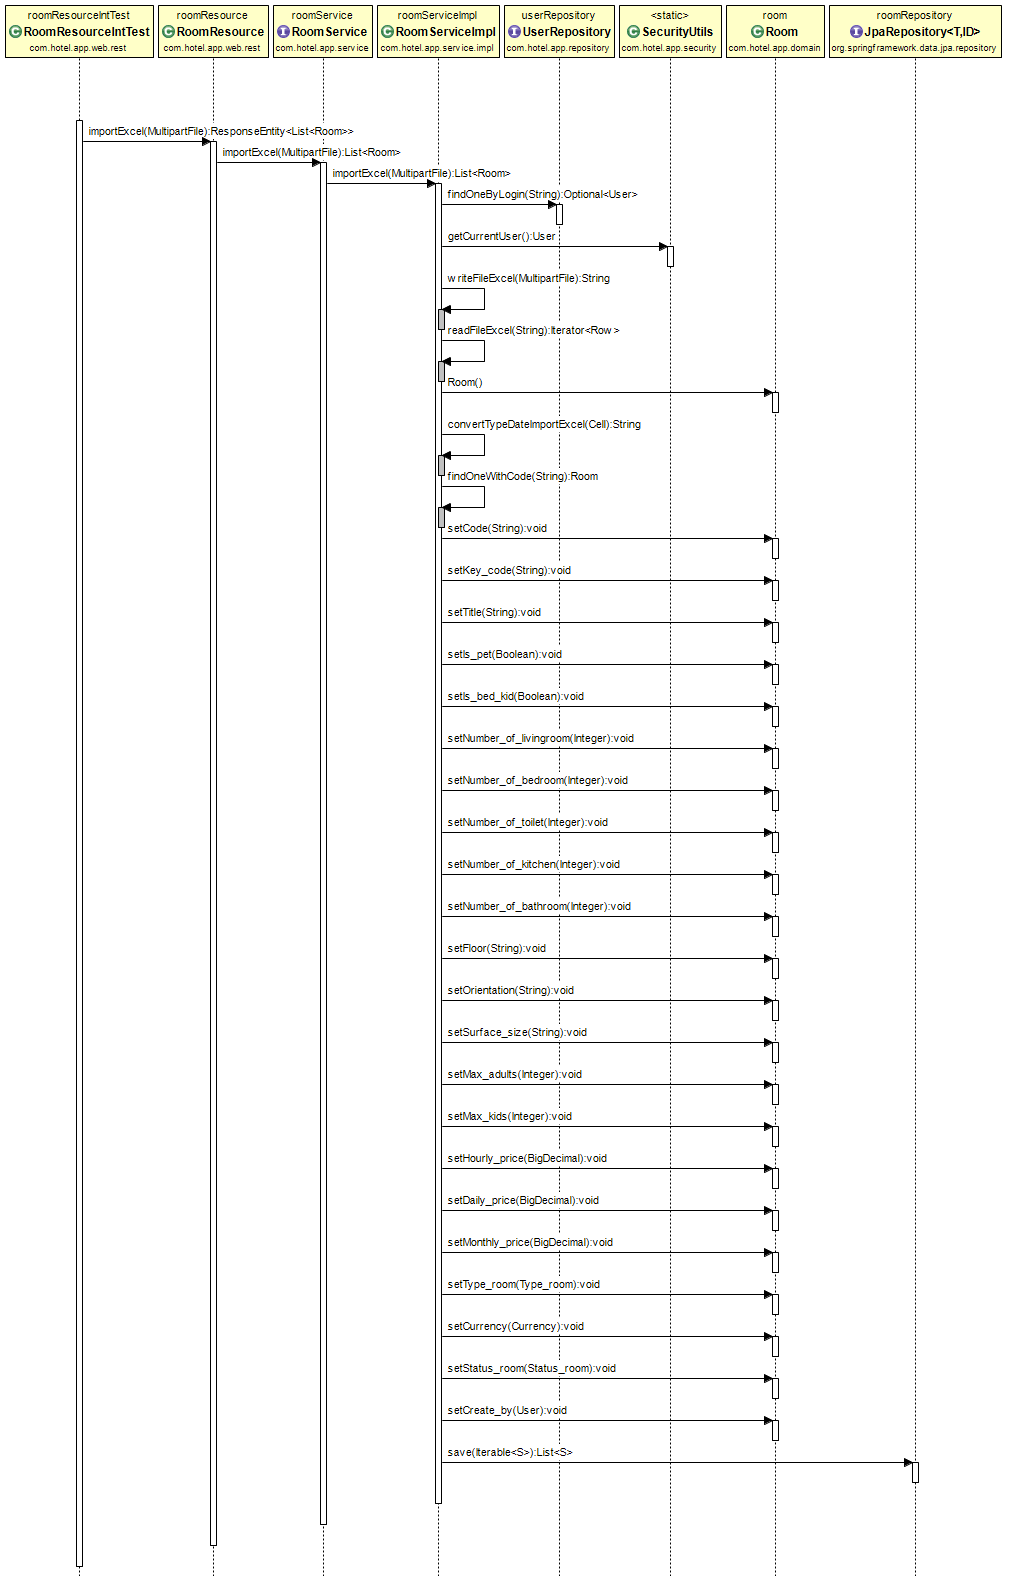 roomResourceIntTest
RoomResourceIntTest
com.hotel.app.web.rest
roomResource
RoomResource
com.hotel.app.web.rest
roomService
RoomService
com.hotel.app.service
roomServiceImpl
RoomServiceImpl
com.hotel.app.service.impl
userRepository
UserRepository
com.hotel.app.repository
<static>
SecurityUtils
com.hotel.app.security
room
Room
com.hotel.app.domain
roomRepository
JpaRepository<T,ID>
org.springframework.data.jpa.repository
importExcel(MultipartFile):ResponseEntity<List<Room>>
importExcel(MultipartFile):List<Room>
importExcel(MultipartFile):List<Room>
findOneByLogin(String):Optional<User>
getCurrentUser():User
writeFileExcel(MultipartFile):String
readFileExcel(String):Iterator<Row>
Room()
convertTypeDateImportExcel(Cell):String
findOneWithCode(String):Room
setCode(String):void
setKey_code(String):void
setTitle(String):void
setIs_pet(Boolean):void
setIs_bed_kid(Boolean):void
setNumber_of_livingroom(Integer):void
setNumber_of_bedroom(Integer):void
setNumber_of_toilet(Integer):void
setNumber_of_kitchen(Integer):void
setNumber_of_bathroom(Integer):void
setFloor(String):void
setOrientation(String):void
setSurface_size(String):void
setMax_adults(Integer):void
setMax_kids(Integer):void
setHourly_price(BigDecimal):void
setDaily_price(BigDecimal):void
setMonthly_price(BigDecimal):void
setType_room(Type_room):void
setCurrency(Currency):void
setStatus_room(Status_room):void
setCreate_by(User):void
save(Iterable<S>):List<S>